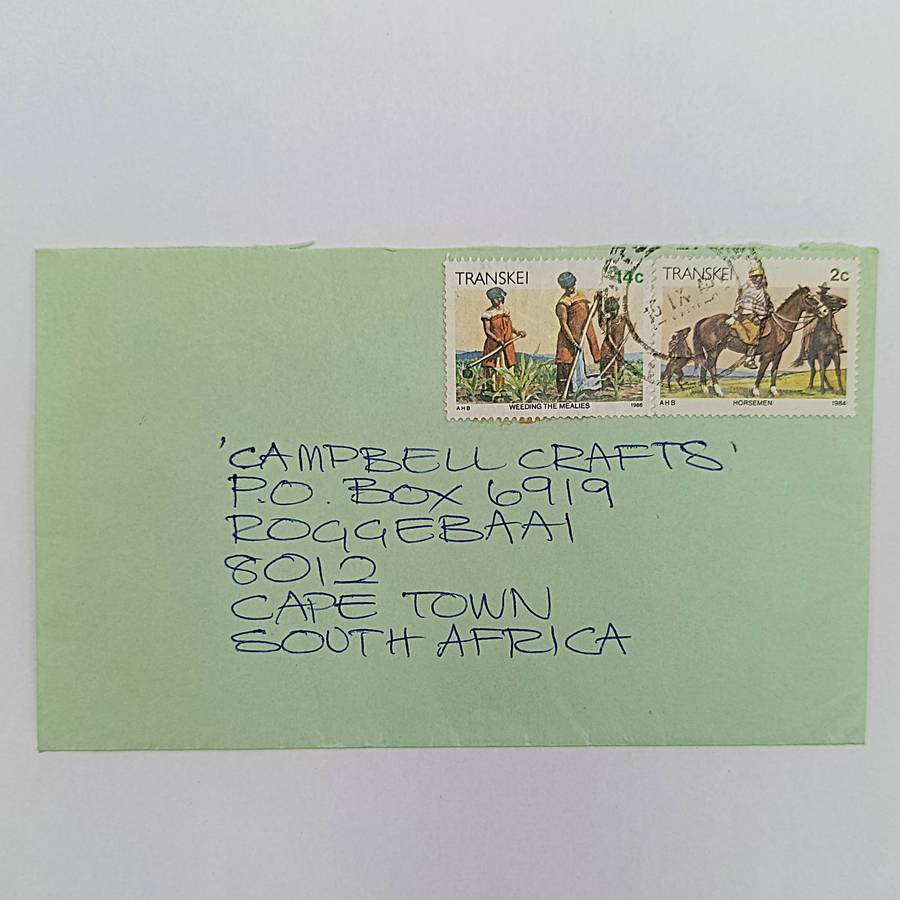 TRANSKEI 14c
AHB WEEDING THE MEALIES 1986
TRANSKEI 2c
AHB HORSEMEN 1984
'CAMPBELL CRAFTS'
P.O. BOX 6919
ROGGEBAAI
8012
CAPE TOWN
SOUTH AFRICA